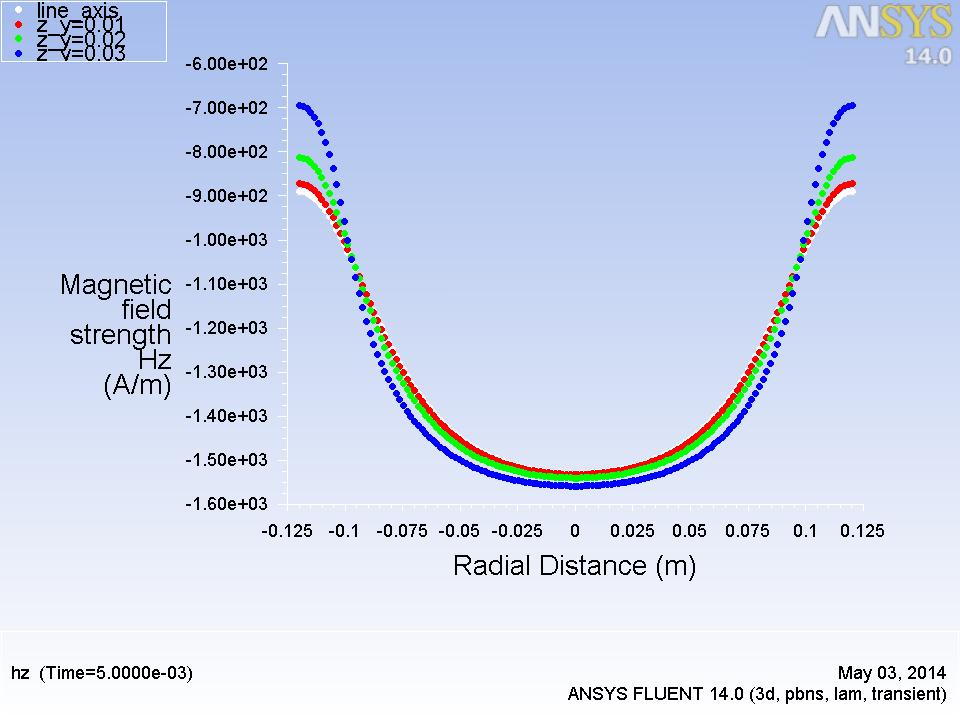 line_axis
z_y=0.01
z_y=0.02
z_y=0.03
ANSYS
14.0
-6.00e+02
-7.00e+02
-8.00e+02
-9.00e+02
-1.00e+03
-1.10e+03
-1.20e+03
-1.30e+03
-1.40e+03
-1.50e+03
-1.60e+03
Magnetic
field
strength
Hz
(A/m)
-0.125 -0.1 -0.075 -0.05 -0.025 0 0.025 0.05 0.075 0.1 0.125
Radial Distance (m)
hz (Time=5.0000e-03)
May 03, 2014
ANSYS FLUENT 14.0 (3d, pbns, lam, transient)